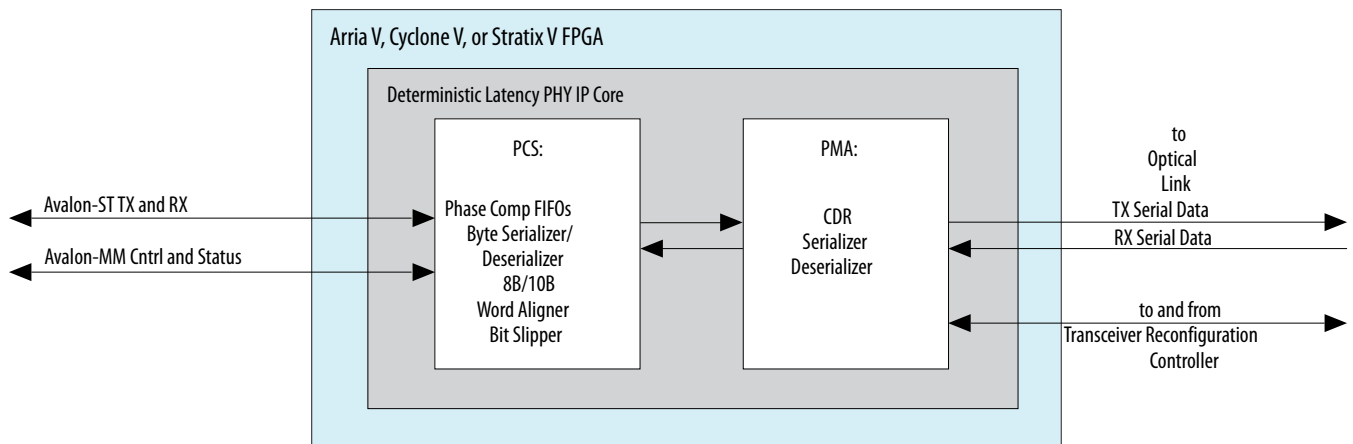 Arria V, Cyclone V, or Stratix V FPGA
Deterministic Latency PHY IP Core
PCS:
Phase Comp FIFOs
Byte Serializer/
Deserializer
8B/10B
Word Aligner
Bit Slipper
PMA:
CDR
Serializer
Deserializer
Avalon-ST TX and RX
Avalon-MM Cntrl and Status
to
Optical
Link
TX Serial Data
RX Serial Data
to and from
Transceiver Reconfiguration
Controller